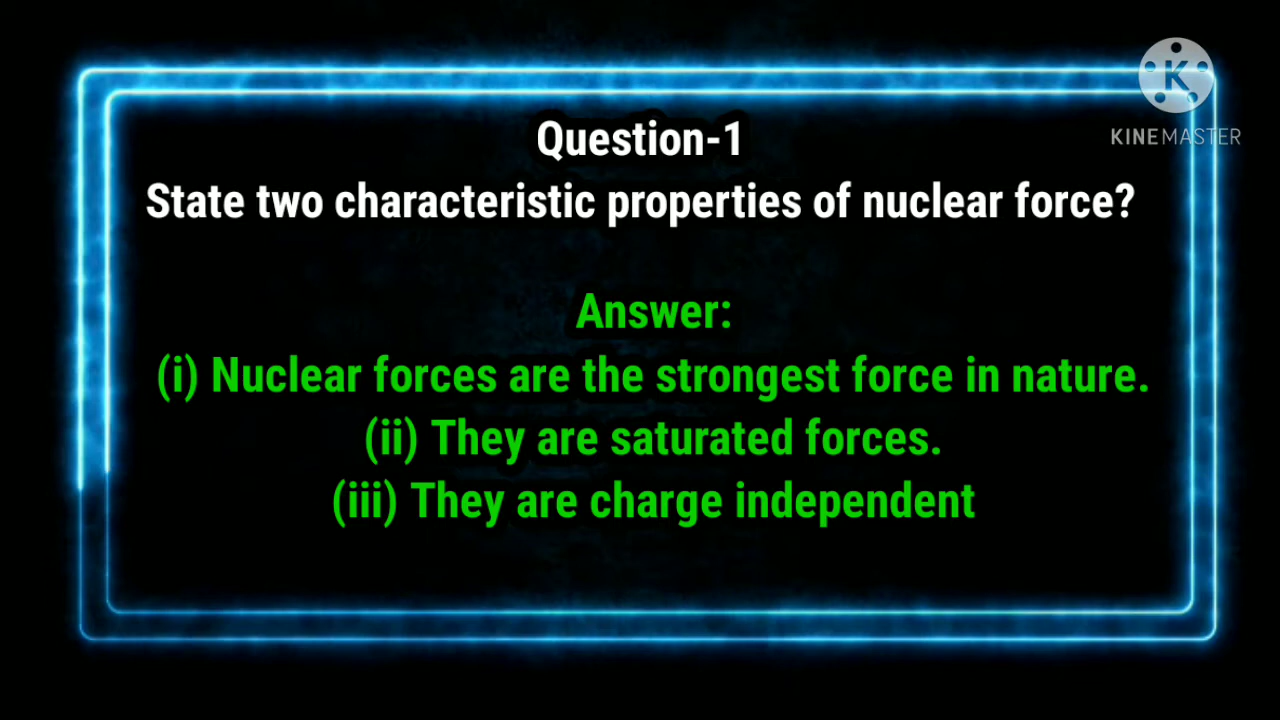 K
KINEMASTER
Question-1
State two characteristic properties of nuclear force?
Answer:
(i) Nuclear forces are the strongest force in nature.
(ii) They are saturated forces.
(iii) They are charge independent